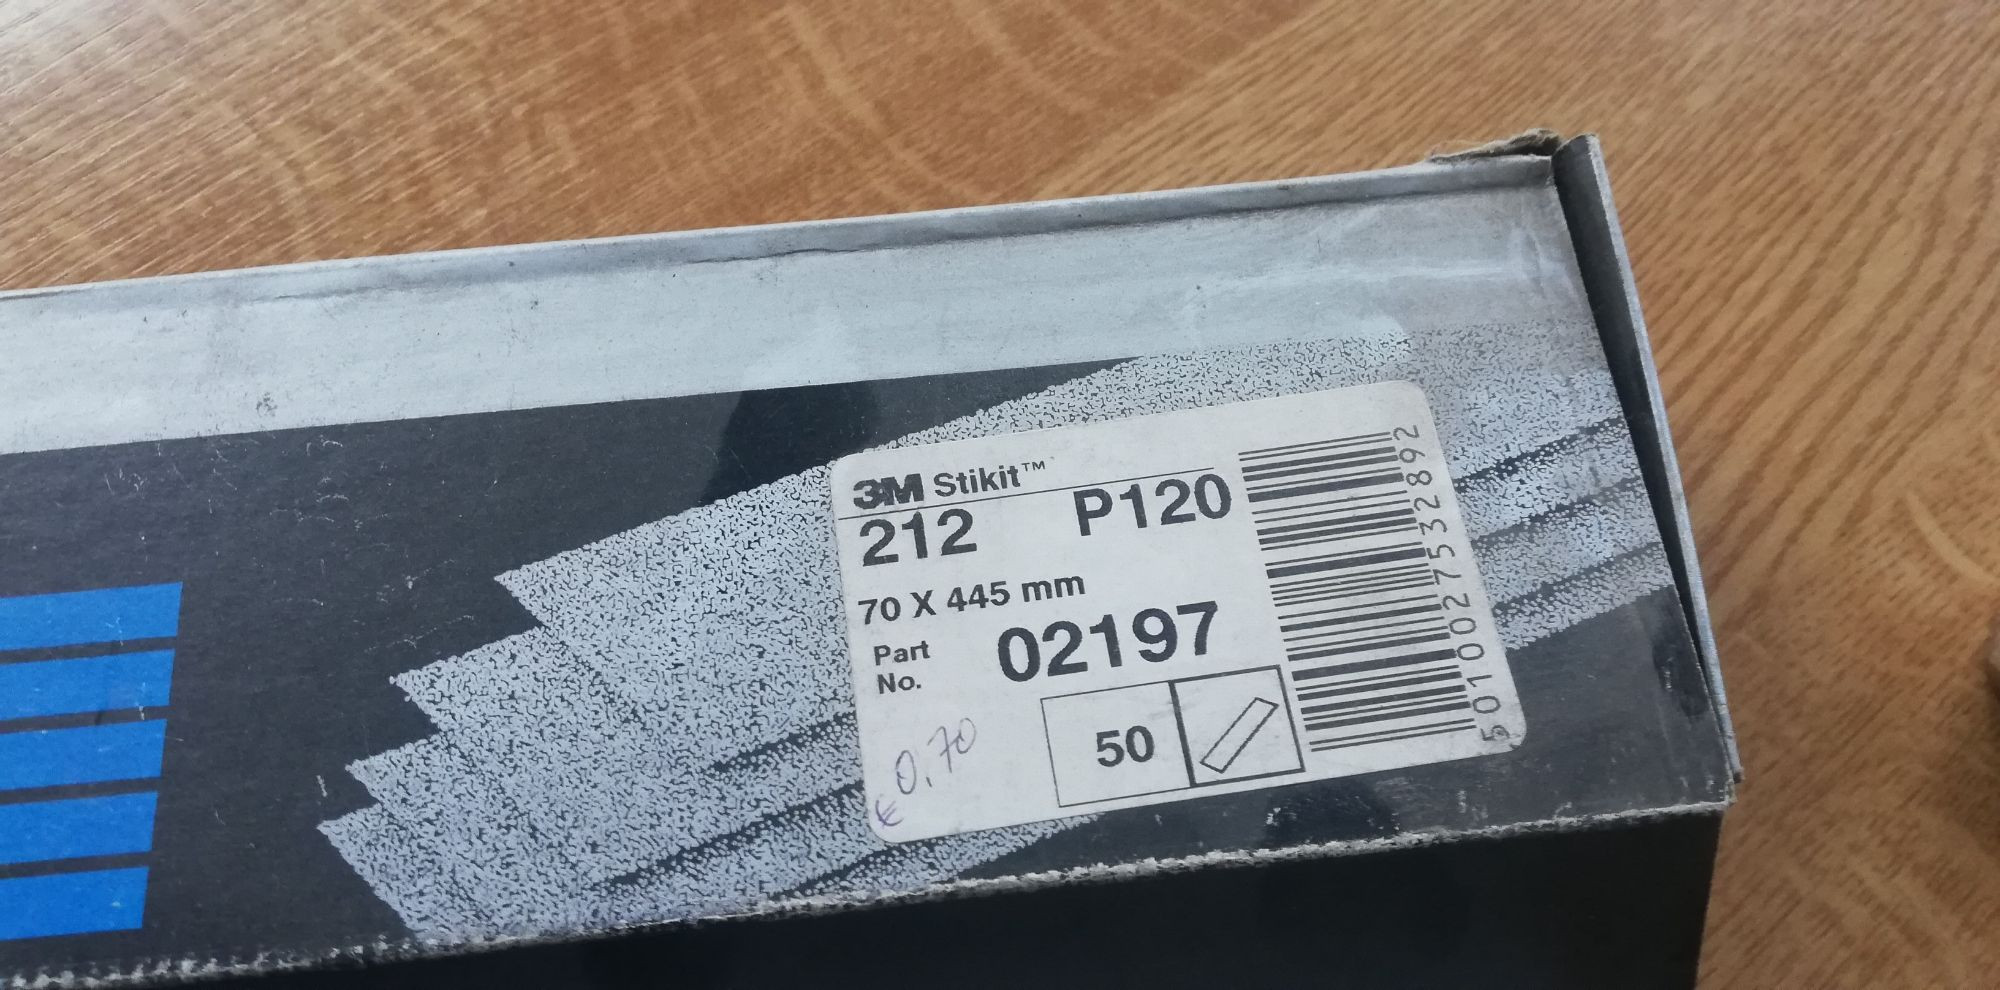 3M Stikit™
212 P120
70 X 445 mm
Part
No. 02197
50
€ 0,70
5010027532892